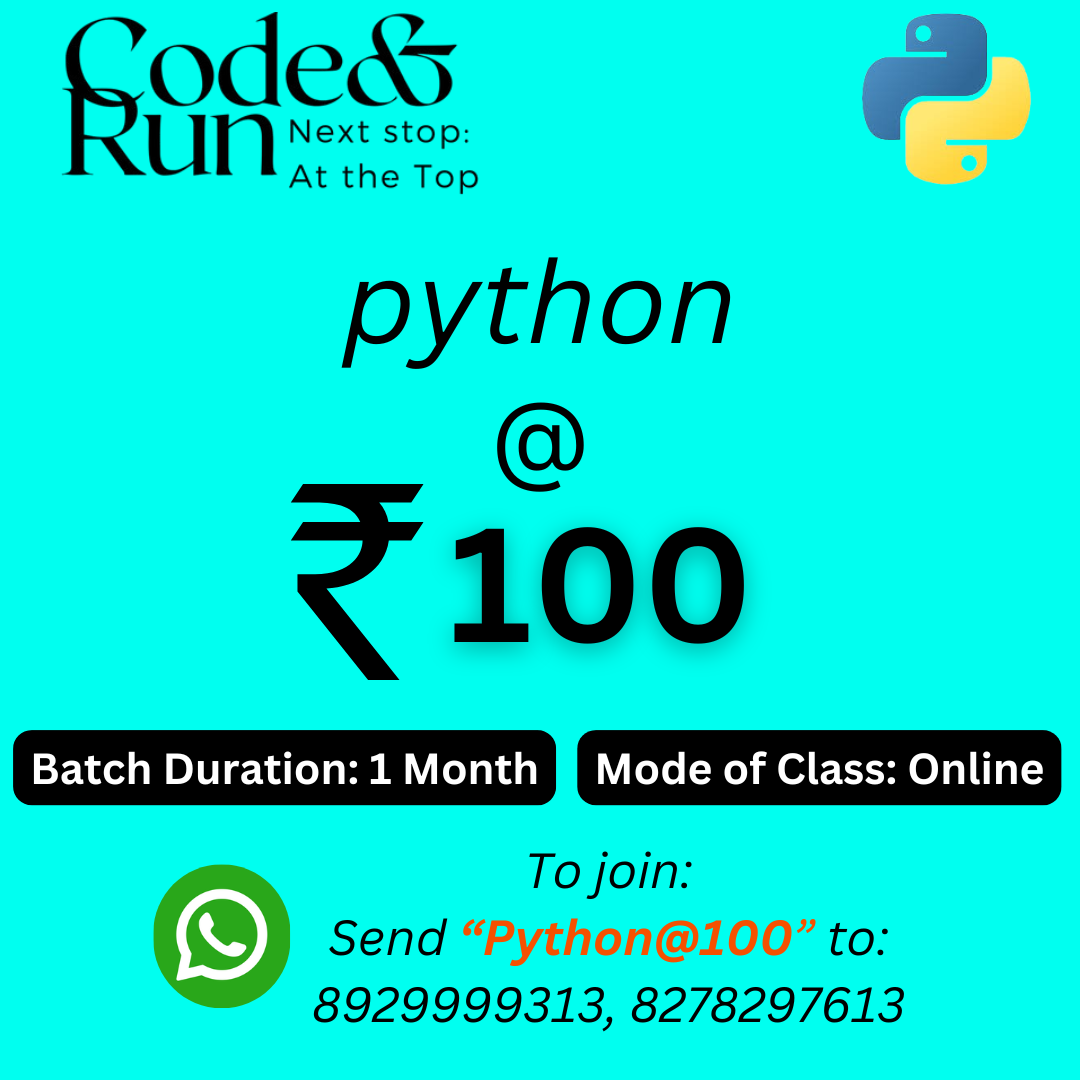 Code&
Run
Next stop:
At the Top
python
@
₹100
Batch Duration: 1 Month
Mode of Class: Online
To join:
Send “Python@100” to:
8929999313, 8278297613